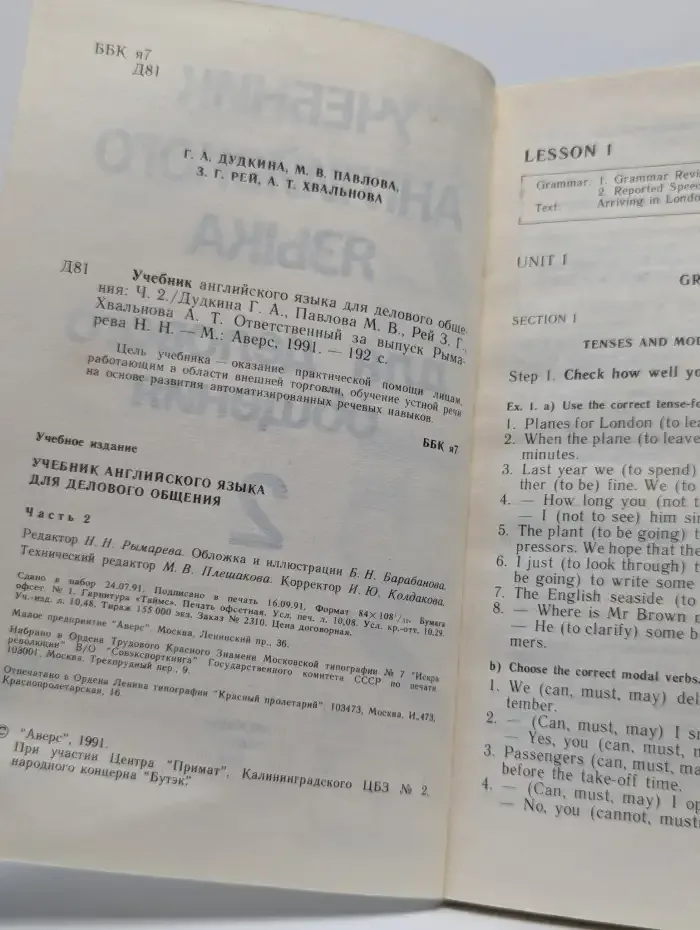 ББК я7
Д81
Г. А. ДУДКИНА, М. В. ПАВЛОВА,
З. Г. РЕЙ, А. Т. ХВАЛЬНОВА
Д81 Учебник английского языка для делового обще-
ния: Ч. 2./Дудкина Г. А., Павлова М. В., Рей З. Г.,
Хвальнова А. Т. Ответственный за выпуск Рыма-
рева Н. Н. — М.: Аверс, 1991. — 192 с.
Цель учебника — оказание практической помощи лицам,
работающим в области внешней торговли, обучение устной речи
на основе развития автоматизированных речевых навыков.
ББК я7
Учебное издание
УЧЕБНИК АНГЛИЙСКОГО ЯЗЫКА
ДЛЯ ДЕЛОВОГО ОБЩЕНИЯ
Часть 2
Редактор Н. Н. Рымарева. Обложка и иллюстрации Б. Н. Барабанова.
Технический редактор М. В. Плешакова. Корректор И. Ю. Колдакова.
Сдано в набор 24.07.91. Подписано в печать 16.09.91. Формат 84×108¹/₃₂. Бумага
офсет. № 1. Гарнитура «Таймс». Печать офсетная. Усл. печ. л. 10,08. Усл. кр.-отт. 10,29.
Уч.-изд. л. 10,48. Тираж 155 000 экз. Заказ № 2310. Цена договорная.
Малое предприятие "Аверс". Москва, Ленинский пр., 36.
Набрано в Ордена Трудового Красного Знамени Московской типографии № 7 "Искра
революции" В/О "Совэкспорткнига" Государственного комитета СССР по печати
103001, Москва, Трехпрудный пер., 9.
Отпечатано в Ордена Ленина типографии "Красный пролетарий". 103473, Москва, И-473,
Краснопролетарская, 16.
© "Аверс", 1991.
При участии Центра "Примат", Калининградского ЦБЗ № 2,
народного концерна "Бутэк."
LESSON 1
Grammar: 1. Grammar Revi
2. Reported Speec
Text: Arriving in Londo
UNIT 1
GR
SECTION 1
TENSES AND MOD
Step 1. Check how well yo
Ex. 1. a) Use the correct tense-fo
1. Planes for London (to lea
2. When the plane (to leave
minutes.
3. Last year we (to spend)
ther (to be) fine. We (to
4. — How long you (not t
— I (not to see) him sin
5. The plant (to be going) t
pressors. We hope that the
6. I just (to look through) t
be going) to write some
7. The English seaside (to
8. — Where is Mr Brown n
— He (to clarify) some b
mers.
b) Choose the correct modal verbs.
1. We (can, must, may) deli
tember.
2. — (Can, must, may) I sm
— Yes, you (can, must, m
3. Passengers (can, must, ma
before the take-off time.
4. — (Can, must, may) I op
— No, you (cannot, must